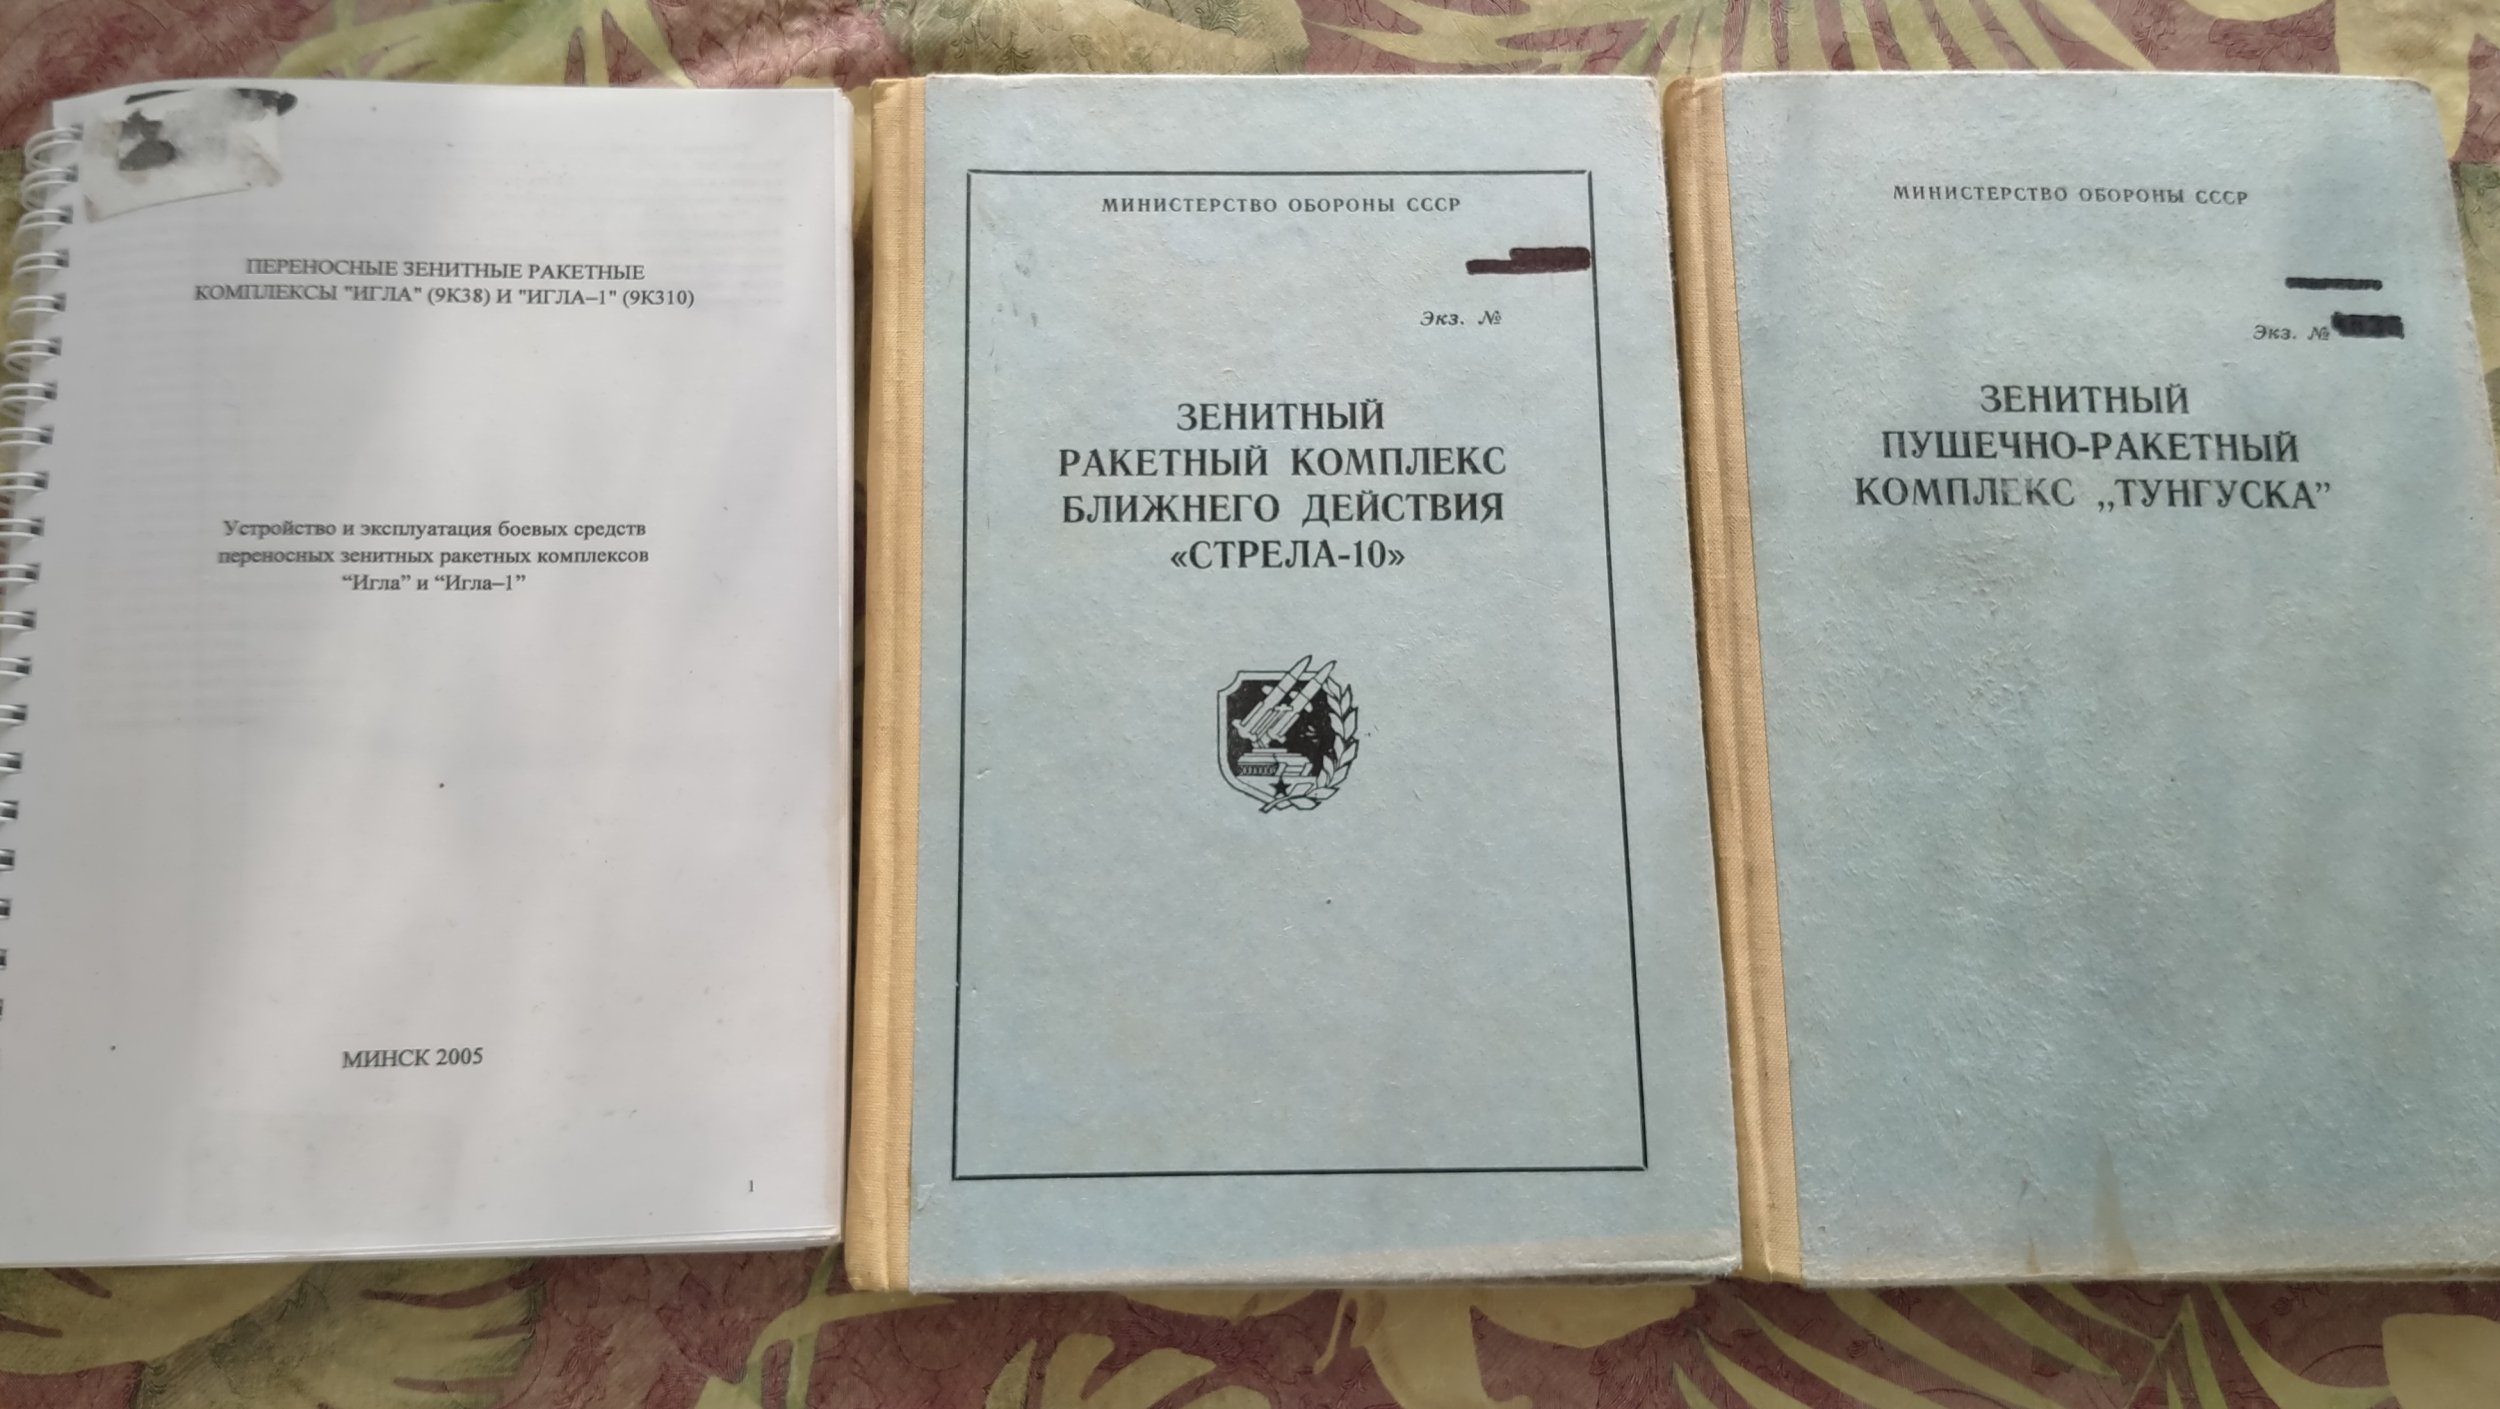 ПЕРЕНОСНЫЕ ЗЕНИТНЫЕ РАКЕТНЫЕ
КОМПЛЕКСЫ "ИГЛА" (9К38) И "ИГЛА–1" (9К310)
Устройство и эксплуатация боевых средств
переносных зенитных ракетных комплексов
“Игла” и “Игла–1”
МИНСК 2005
1
МИНИСТЕРСТВО ОБОРОНЫ СССР
Экз. №
ЗЕНИТНЫЙ
РАКЕТНЫЙ КОМПЛЕКС
БЛИЖНЕГО ДЕЙСТВИЯ
«СТРЕЛА-10»
МИНИСТЕРСТВО ОБОРОНЫ СССР
Экз. №
ЗЕНИТНЫЙ
ПУШЕЧНО-РАКЕТНЫЙ
КОМПЛЕКС „ТУНГУСКА”